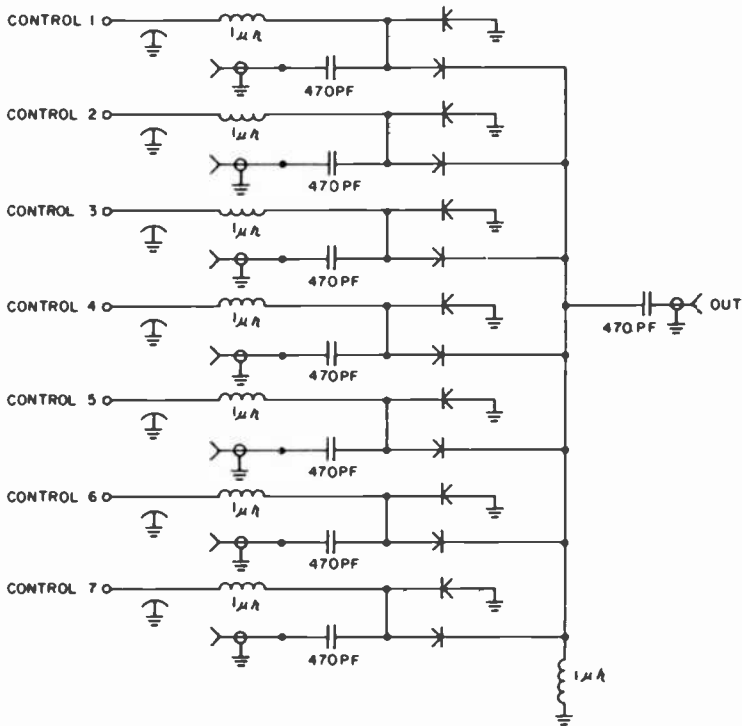 CONTROL 1
1μh
470PF
CONTROL 2
1μh
470PF
CONTROL 3
1μh
470PF
CONTROL 4
1μh
470PF
OUT
470PF
CONTROL 5
1μh
470PF
CONTROL 6
1μh
470PF
CONTROL 7
1μh
470PF
1μh